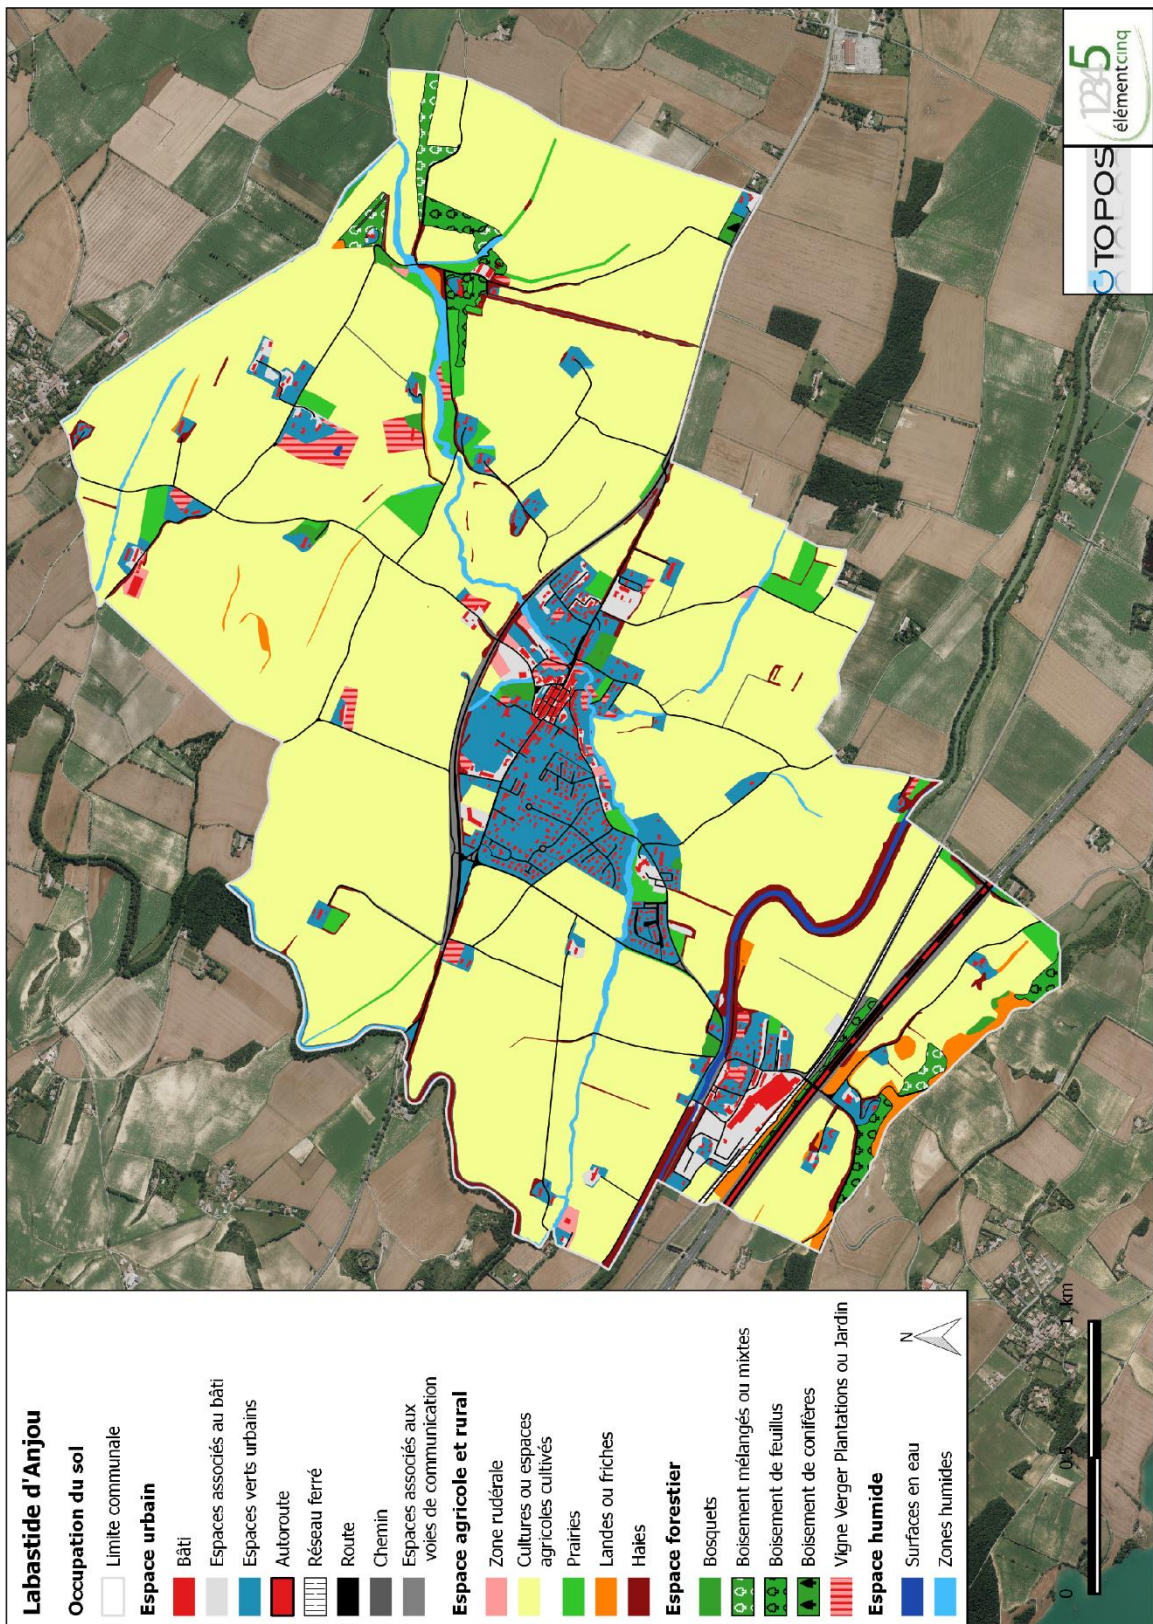 Labastide d'Anjou
Occupation du sol
Limite communale
Espace urbain
Bâti
Espaces associés au bâti
Espaces verts urbains
Autoroute
Réseau ferré
Route
Chemin
Espaces associés aux
voies de communication
Espace agricole et rural
Zone rudérale
Cultures ou espaces
agricoles cultivés
Prairies
Landes ou friches
Haies
Espace forestier
Bosquets
Boisement mélangés ou mixtes
Boisement de feuillus
Boisement de conifères
Vigne Verger Plantations ou Jardin
Espace humide
Surfaces en eau
Zones humides
N
0 0.5 1 km
TOPOS
12345
élémentcinq